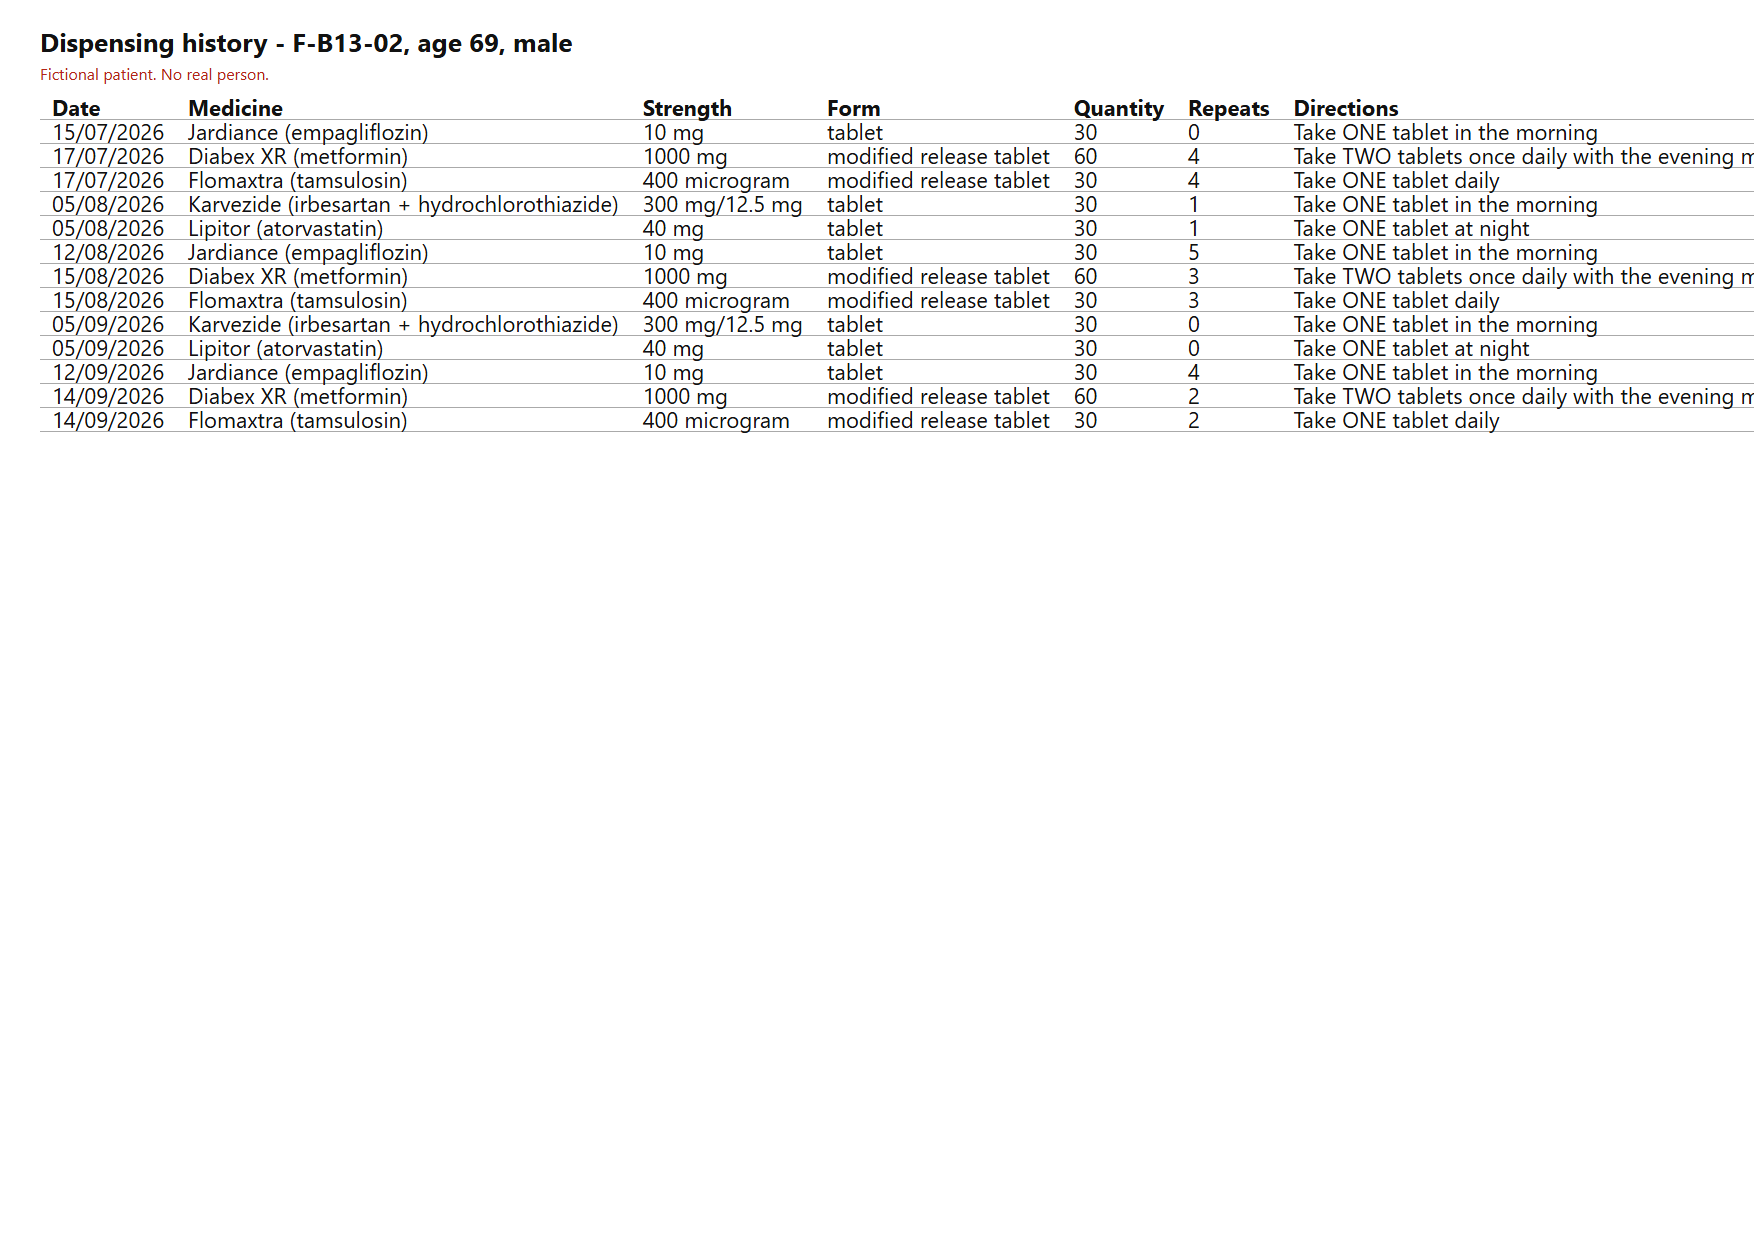 Dispensing history - F-B13-02, age 69, male
Fictional patient. No real person.
Date Medicine Strength Form Quantity Repeats Directions
15/07/2026 Jardiance (empagliflozin) 10 mg tablet 30 0 Take ONE tablet in the morning
17/07/2026 Diabex XR (metformin) 1000 mg modified release tablet 60 4 Take TWO tablets once daily with the evening
17/07/2026 Flomaxtra (tamsulosin) 400 microgram modified release tablet 30 4 Take ONE tablet daily
05/08/2026 Karvezide (irbesartan + hydrochlorothiazide) 300 mg/12.5 mg tablet 30 1 Take ONE tablet in the morning
05/08/2026 Lipitor (atorvastatin) 40 mg tablet 30 1 Take ONE tablet at night
12/08/2026 Jardiance (empagliflozin) 10 mg tablet 30 5 Take ONE tablet in the morning
15/08/2026 Diabex XR (metformin) 1000 mg modified release tablet 60 3 Take TWO tablets once daily with the evening
15/08/2026 Flomaxtra (tamsulosin) 400 microgram modified release tablet 30 3 Take ONE tablet daily
05/09/2026 Karvezide (irbesartan + hydrochlorothiazide) 300 mg/12.5 mg tablet 30 0 Take ONE tablet in the morning
05/09/2026 Lipitor (atorvastatin) 40 mg tablet 30 0 Take ONE tablet at night
12/09/2026 Jardiance (empagliflozin) 10 mg tablet 30 4 Take ONE tablet in the morning
14/09/2026 Diabex XR (metformin) 1000 mg modified release tablet 60 2 Take TWO tablets once daily with the evening
14/09/2026 Flomaxtra (tamsulosin) 400 microgram modified release tablet 30 2 Take ONE tablet daily